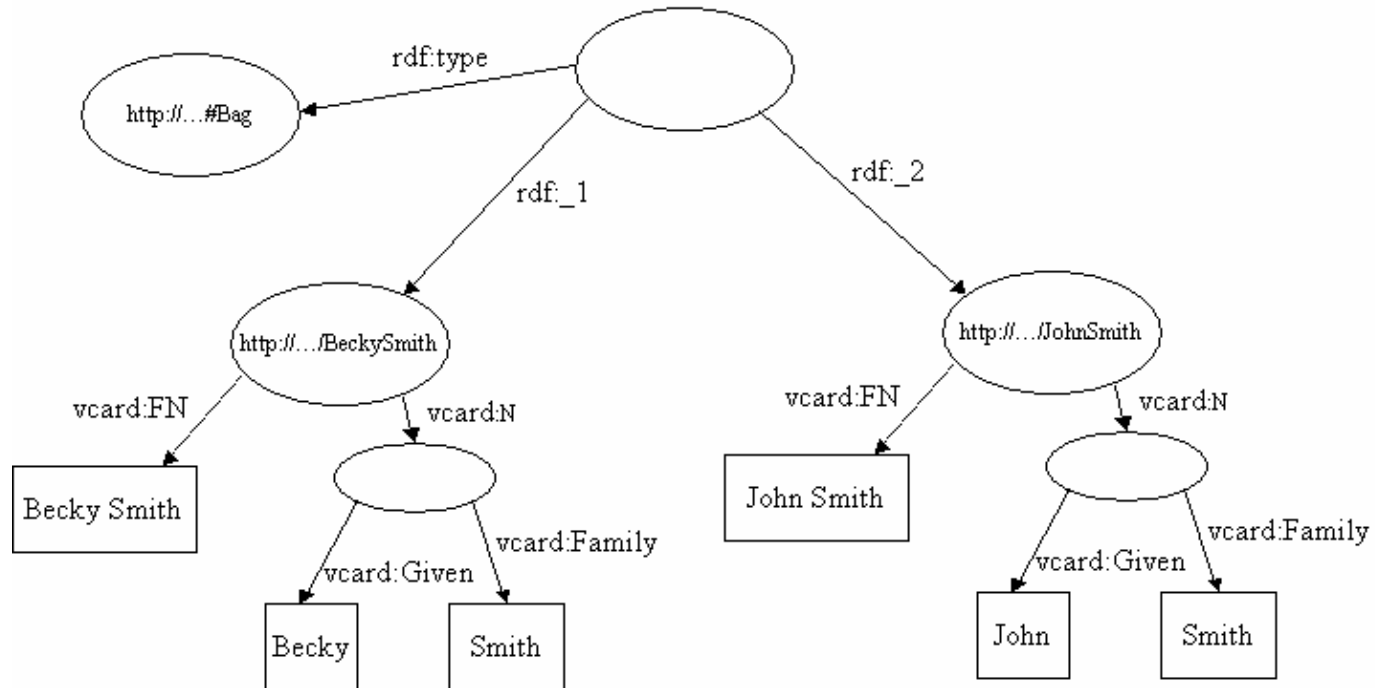 rdf:type
http://...#Bag
rdf:_1
rdf:_2
http://.../BeckySmith
http://.../JohnSmith
vcard:FN
vcard:N
vcard:FN
vcard:N
Becky Smith
John Smith
vcard:Given
vcard:Family
vcard:Given
vcard:Family
Becky
Smith
John
Smith